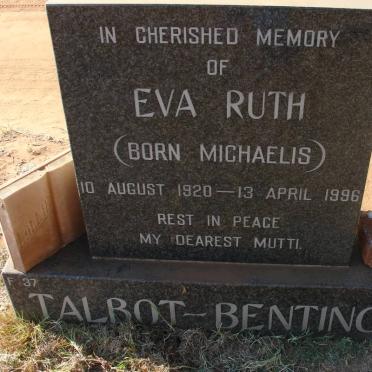 IN CHERISHED MEMORY
OF
EVA RUTH
(BORN MICHAELIS)
10 AUGUST 1920—13 APRIL 1996
REST IN PEACE
MY DEAREST MUTTI.
F 37
TALBOT-BENTINC